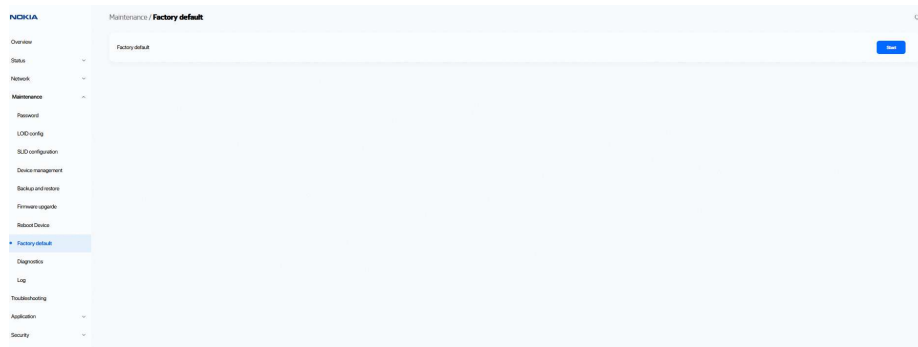 NOKIA
Maintenance / Factory default
Overview
Factory default
Start
Status
Network
Maintenance
Password
LOID config
SLID configuration
Device management
Backup and restore
Firmware upgarde
Reboot Device
Factory default
Diagnostics
Log
Troubleshooting
Application
Security